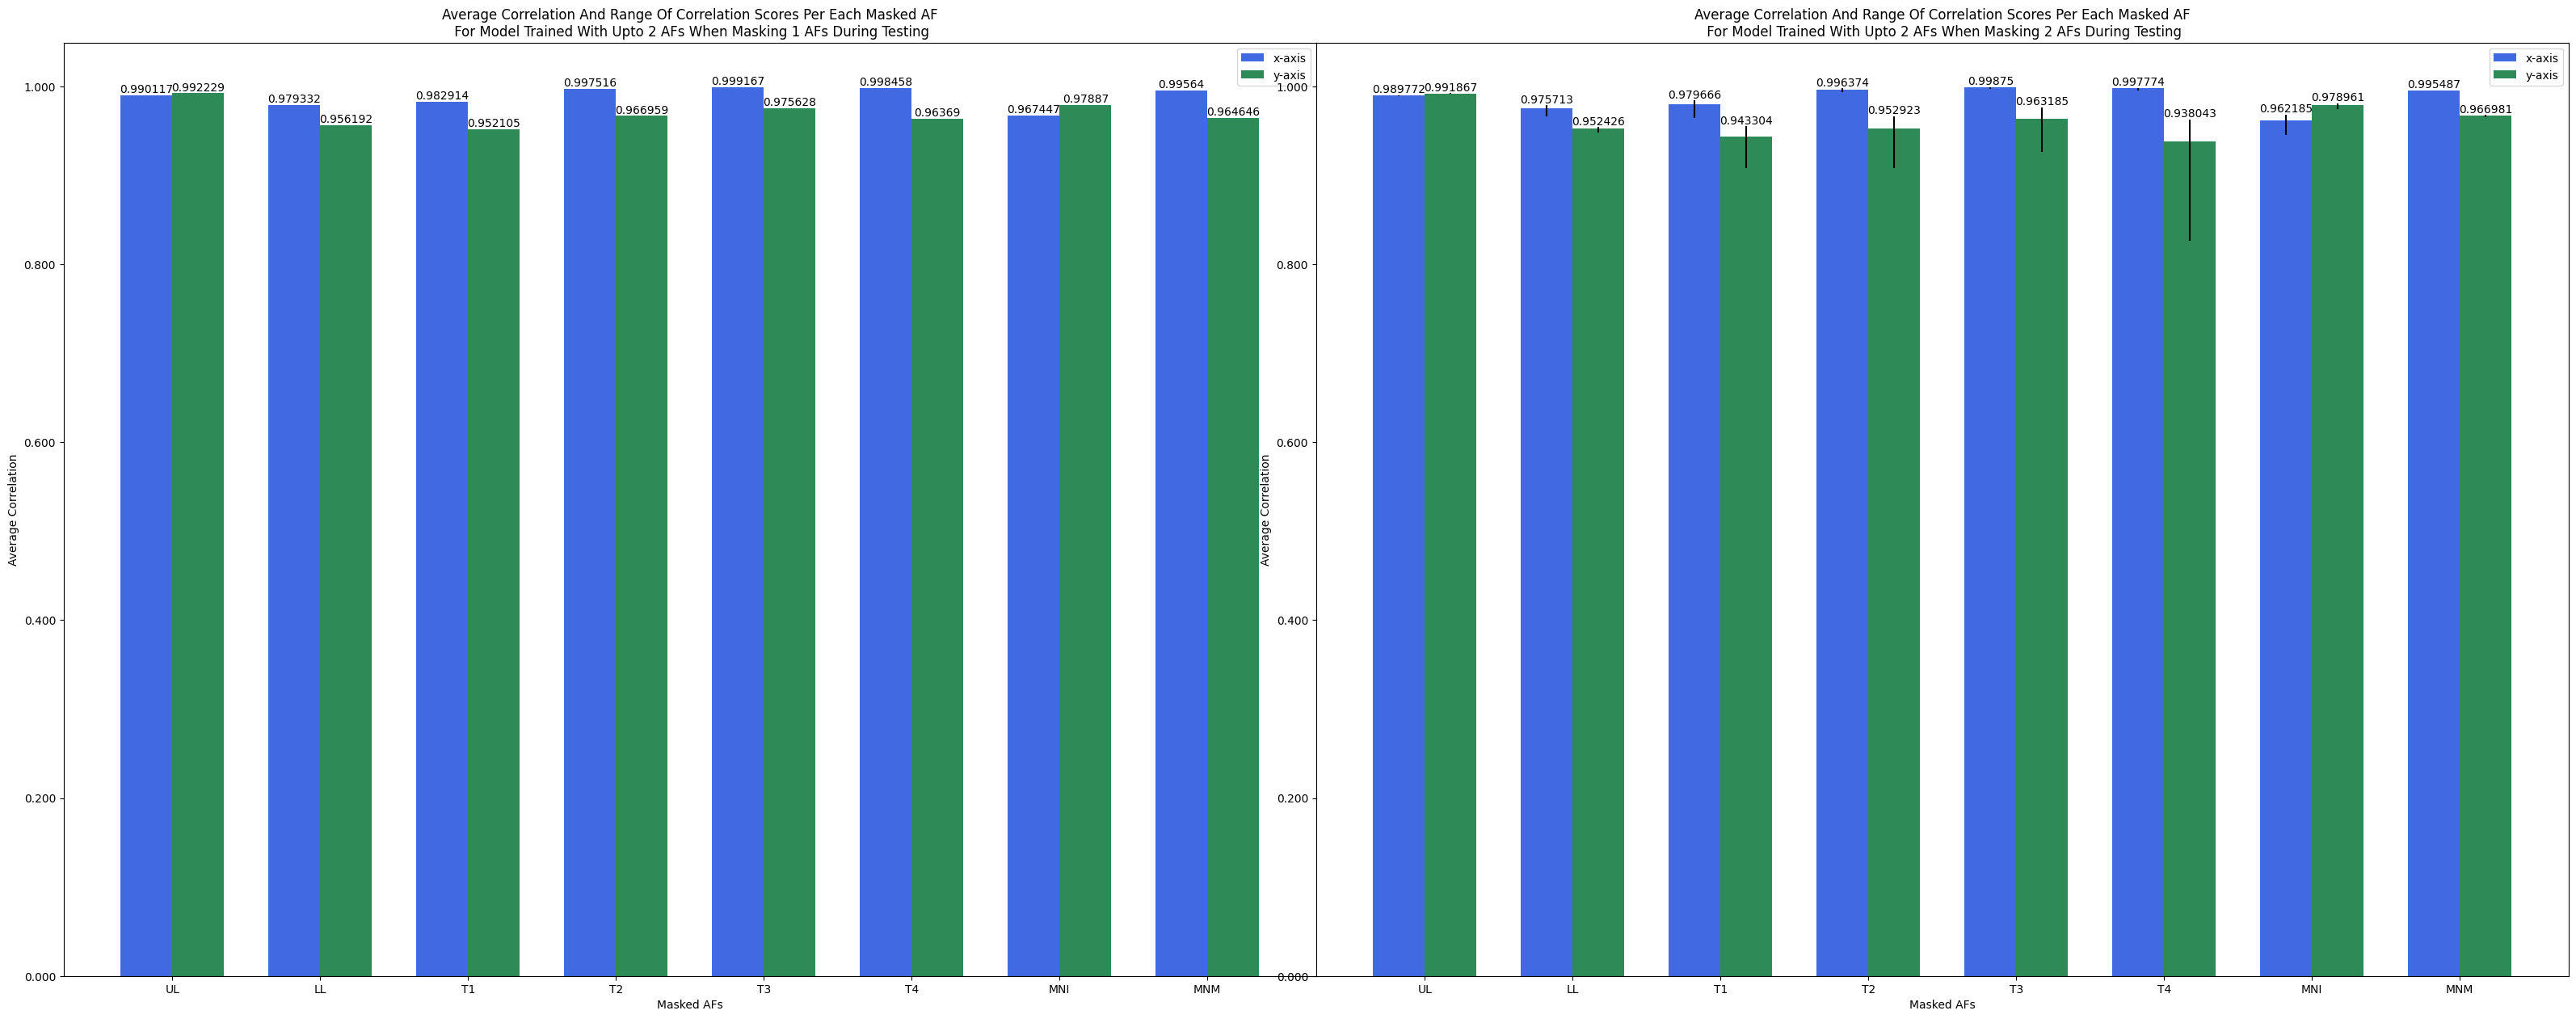 Average Correlation And Range Of Correlation Scores Per Each Masked AF
For Model Trained With Upto 2 AFs When Masking 1 AFs During Testing
x-axis
y-axis
1.000
0.800
0.600
0.400
0.200
0.000
Average Correlation
0.990117 0.992229
0.979332 0.956192
0.982914 0.952105
0.997516 0.966959
0.999167 0.975628
0.998458 0.96369
0.967447 0.97887
0.99564 0.964646
UL LL T1 T2 T3 T4 MNI MNM
Masked AFs
Average Correlation And Range Of Correlation Scores Per Each Masked AF
For Model Trained With Upto 2 AFs When Masking 2 AFs During Testing
x-axis
y-axis
1.000
0.800
0.600
0.400
0.200
0.000
Average Correlation
0.989772 0.991867
0.975713 0.952426
0.979666 0.943304
0.996374 0.952923
0.99875 0.963185
0.997774 0.938043
0.962185 0.978961
0.995487 0.966981
UL LL T1 T2 T3 T4 MNI MNM
Masked AFs